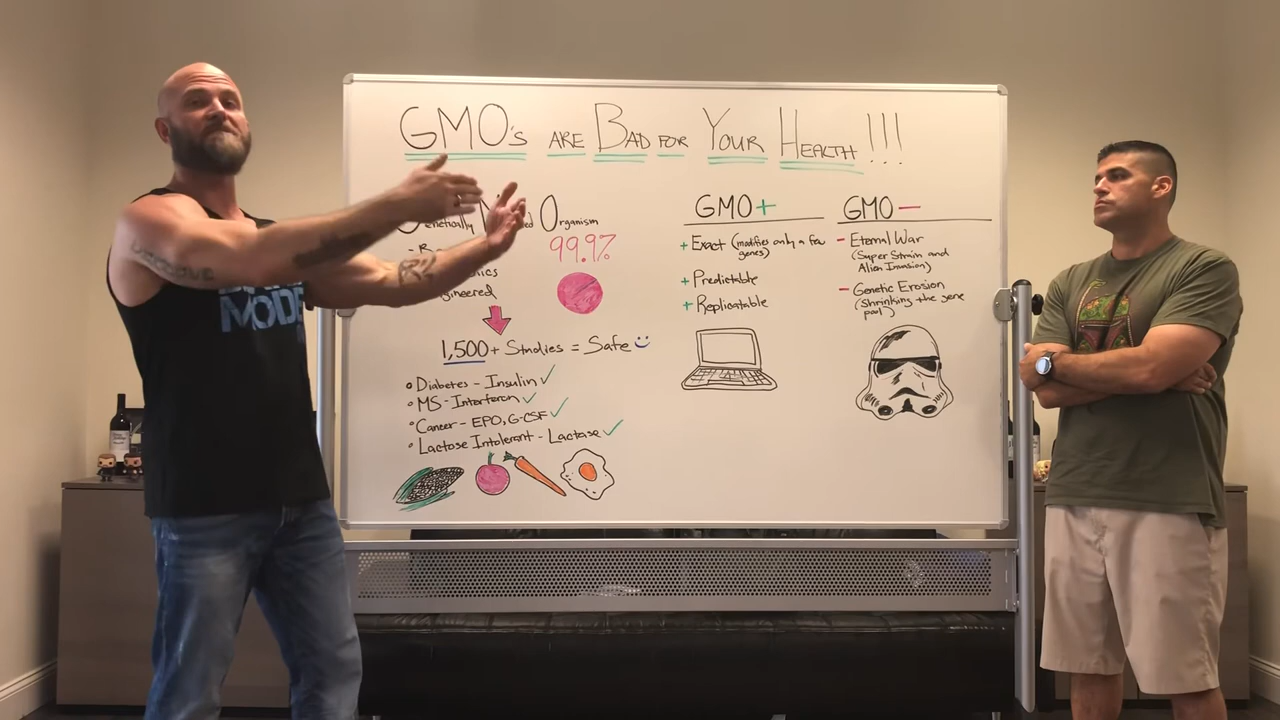 GMO's ARE BAD FOR YOUR HEALTH!!!
Organism
99.9%
1,500+ Studies = Safe
• Diabetes - Insulin ✓
• MS - Interferon ✓
• Cancer - EPO, G-CSF ✓
• Lactose Intolerant - Lactase ✓
GMO+
+ Exact (modifies only a few
genes)
+ Predictable
+ Replicatable
GMO-
- Eternal War
(Super Strain and
Alien Invasion)
- Genetic Erosion
(Shrinking the gene
pool)
MODE